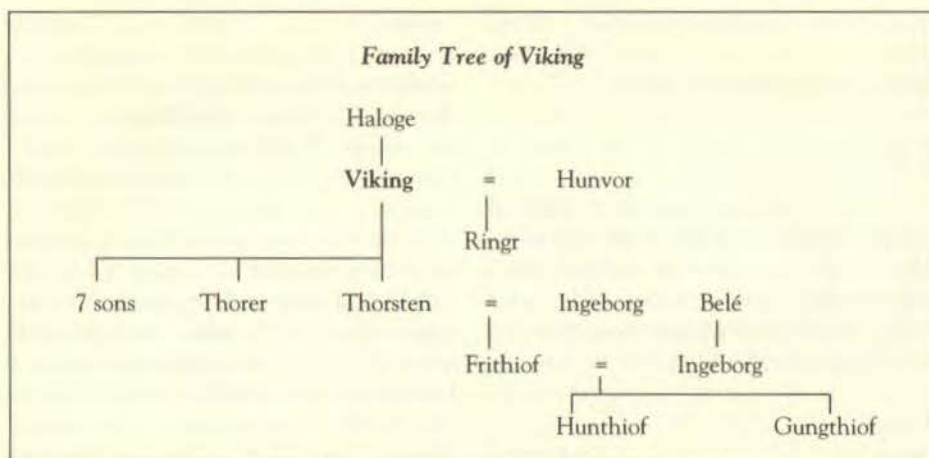 Family Tree of Viking
Haloge
Viking = Hunvor
Ringr
7 sons Thorer Thorsten = Ingeborg Belé
Frithiof = Ingeborg
Hunthiof Gungthiof